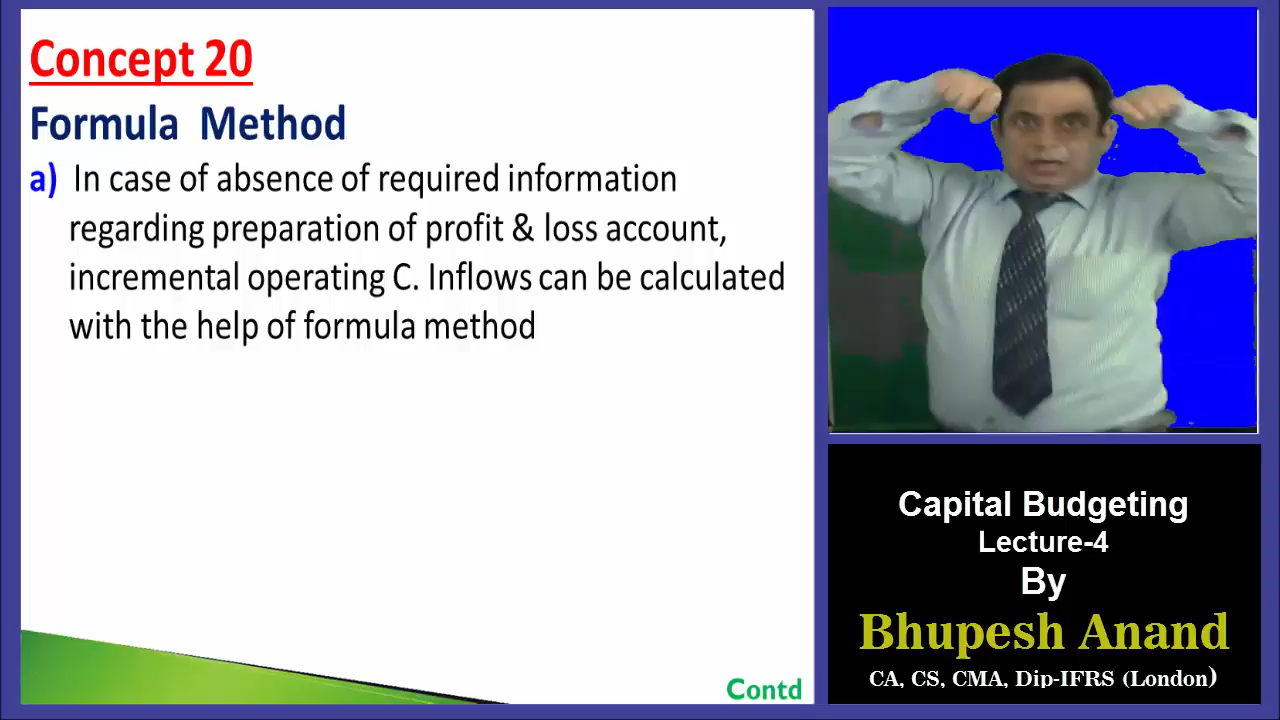 Concept 20
Formula Method
a) In case of absence of required information
regarding preparation of profit & loss account,
incremental operating C. Inflows can be calculated
with the help of formula method
Contd
Capital Budgeting
Lecture-4
By
Bhupesh Anand
CA, CS, CMA, Dip-IFRS (London)